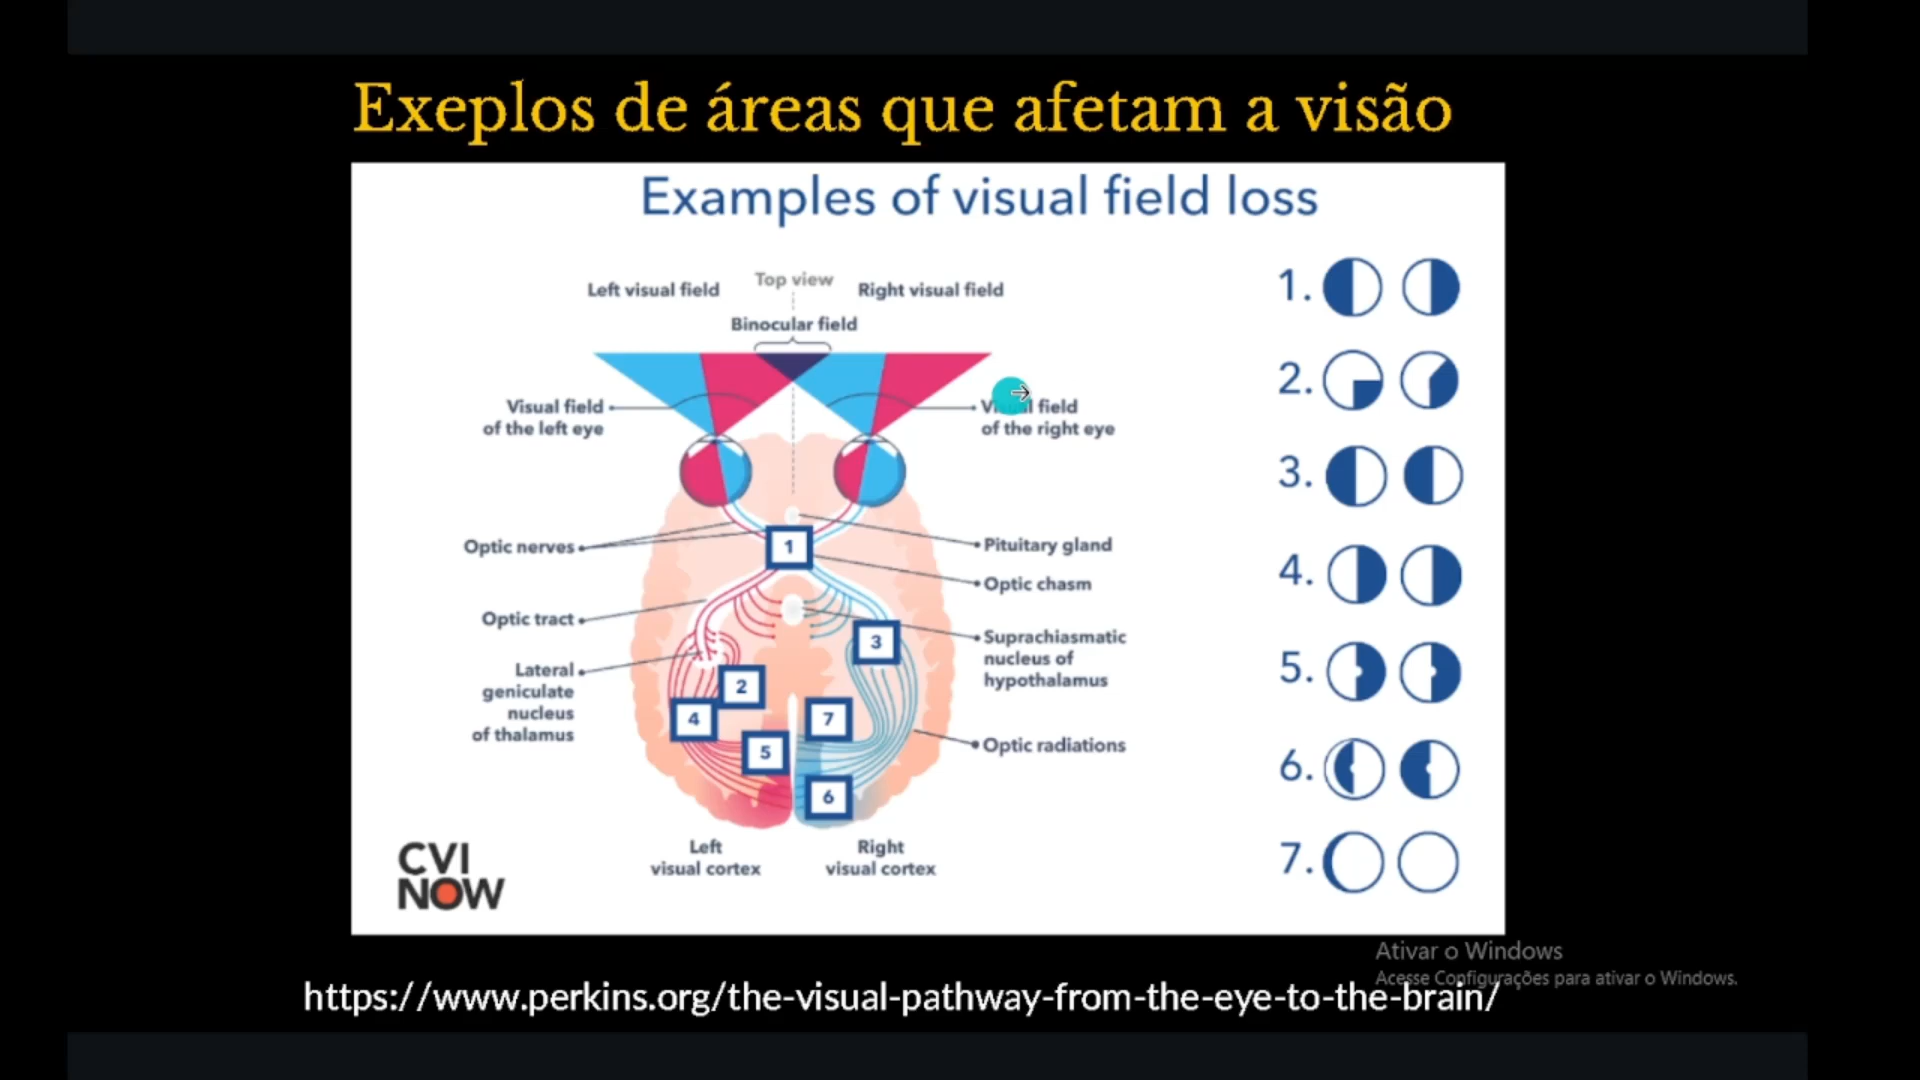 Exeplos de áreas que afetam a visão
Examples of visual field loss
Top view
Left visual field
Right visual field
Binocular field
Visual field
of the left eye
field
of the right eye
Optic nerves
Optic tract
Lateral
geniculate
nucleus
of thalamus
Pituitary gland
Optic chasm
Suprachiasmatic
nucleus of
hypothalamus
Optic radiations
1
2
3
4
5
6
7
Left
visual cortex
Right
visual cortex
1.
2.
3.
4.
5.
6.
7.
CVI
NOW
Ativar o Windows
Acesse Configurações para ativar o Windows.
https://www.perkins.org/the-visual-pathway-from-the-eye-to-the-brain/